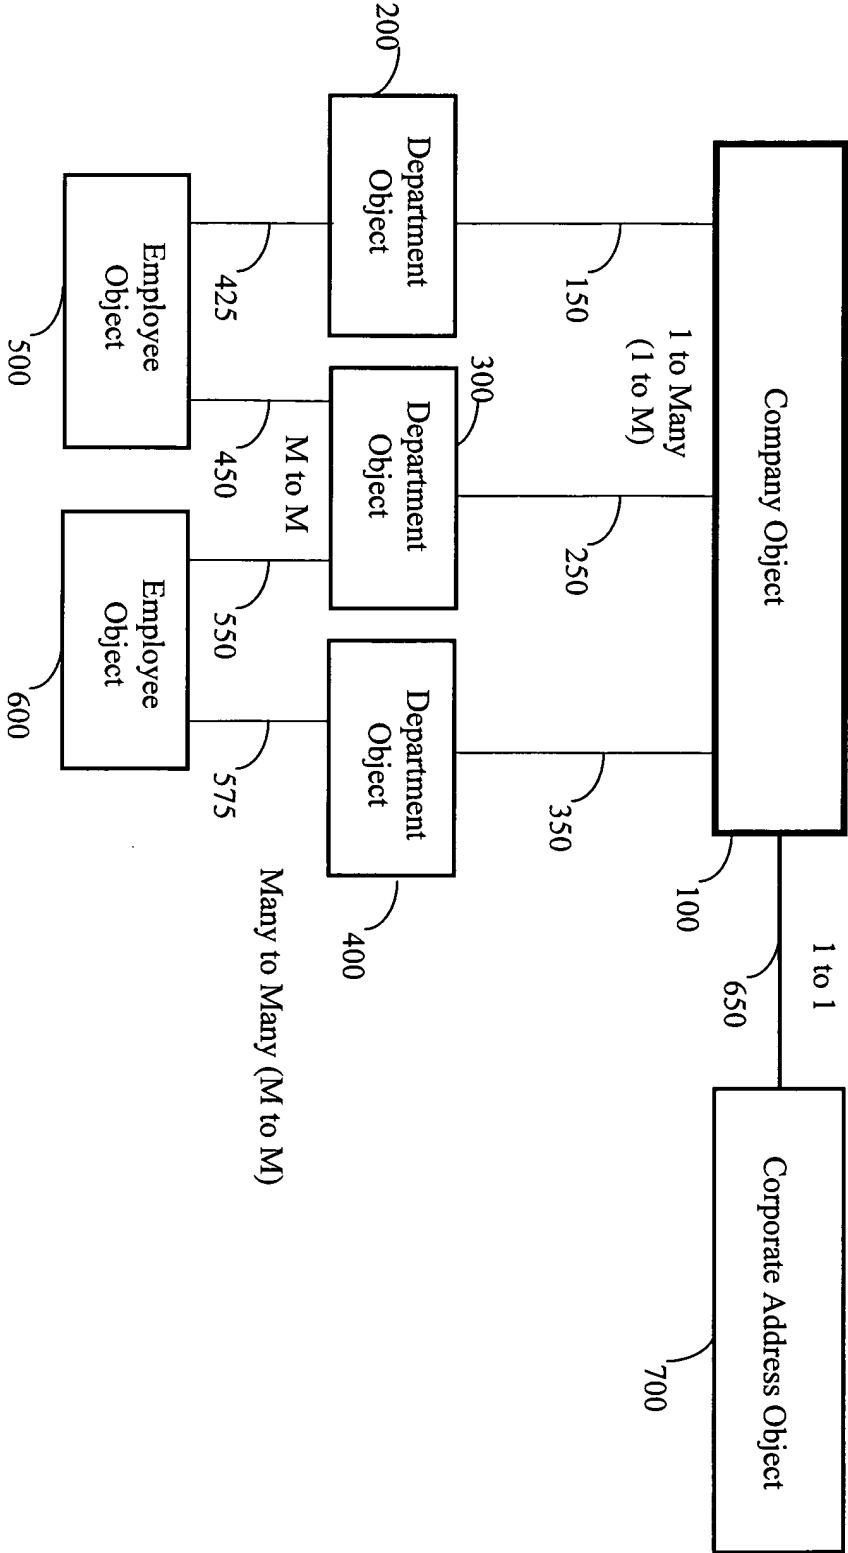 Company Object
Corporate Address Object
1 to 1
650
100
700
1 to Many
(1 to M)
150
250
350
200
300
400
Department
Object
Department
Object
Department
Object
M to M
425
450
550
575
Many to Many (M to M)
Employee
Object
Employee
Object
500
600